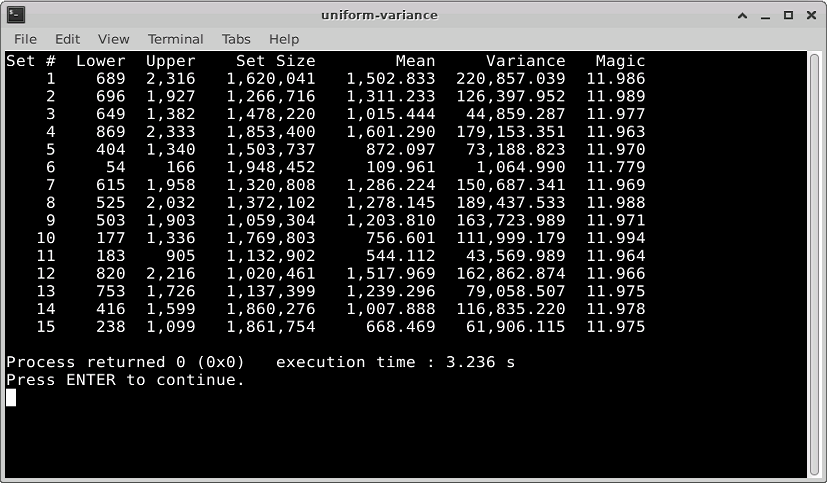 uniform-variance
File Edit View Terminal Tabs Help
Set # Lower Upper Set Size Mean Variance Magic
1 689 2,316 1,620,041 1,502.833 220,857.039 11.986
2 696 1,927 1,266,716 1,311.233 126,397.952 11.989
3 649 1,382 1,478,220 1,015.444 44,859.287 11.977
4 869 2,333 1,853,400 1,601.290 179,153.351 11.963
5 404 1,340 1,503,737 872.097 73,188.823 11.970
6 54 166 1,948,452 109.961 1,064.990 11.779
7 615 1,958 1,320,808 1,286.224 150,687.341 11.969
8 525 2,032 1,372,102 1,278.145 189,437.533 11.988
9 503 1,903 1,059,304 1,203.810 163,723.989 11.971
10 177 1,336 1,769,803 756.601 111,999.179 11.994
11 183 905 1,132,902 544.112 43,569.989 11.964
12 820 2,216 1,020,461 1,517.969 162,862.874 11.966
13 753 1,726 1,137,399 1,239.296 79,058.507 11.975
14 416 1,599 1,860,276 1,007.888 116,835.220 11.978
15 238 1,099 1,861,754 668.469 61,906.115 11.975
Process returned 0 (0x0) execution time : 3.236 s
Press ENTER to continue.